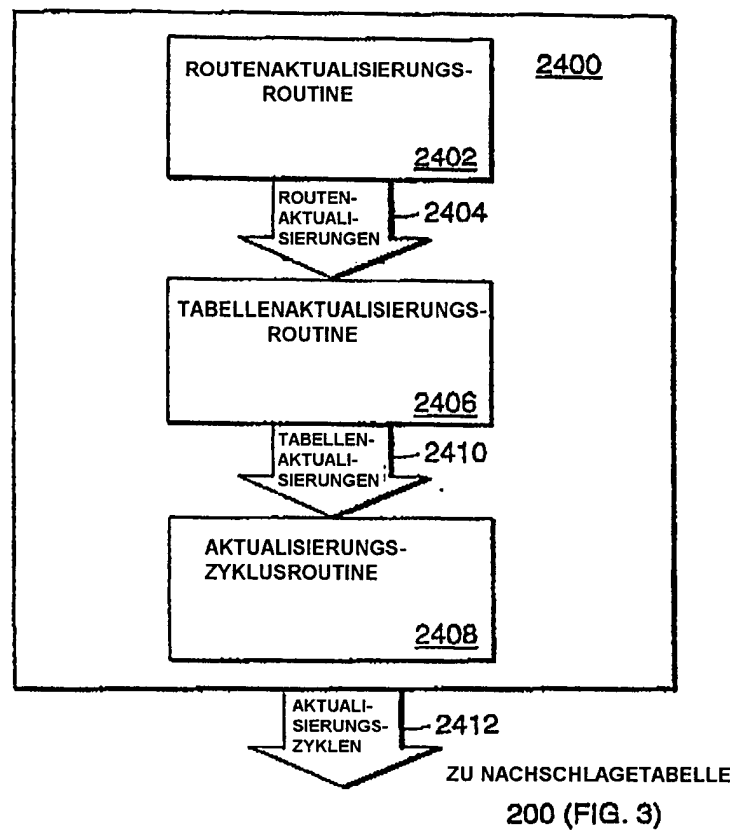 ROUTENAKTUALISIERUNGS-
ROUTINE
2400
2402
ROUTEN-
AKTUALI-
SIERUNGEN
2404
TABELLENAKTUALISIERUNGS-
ROUTINE
2406
TABELLEN-
AKTUALI-
SIERUNGEN
2410
AKTUALISIERUNGS-
ZYKLUSROUTINE
2408
AKTUALI-
SIERUNGS-
ZYKLEN
2412
ZU NACHSCHLAGETABELLE
200 (FIG. 3)